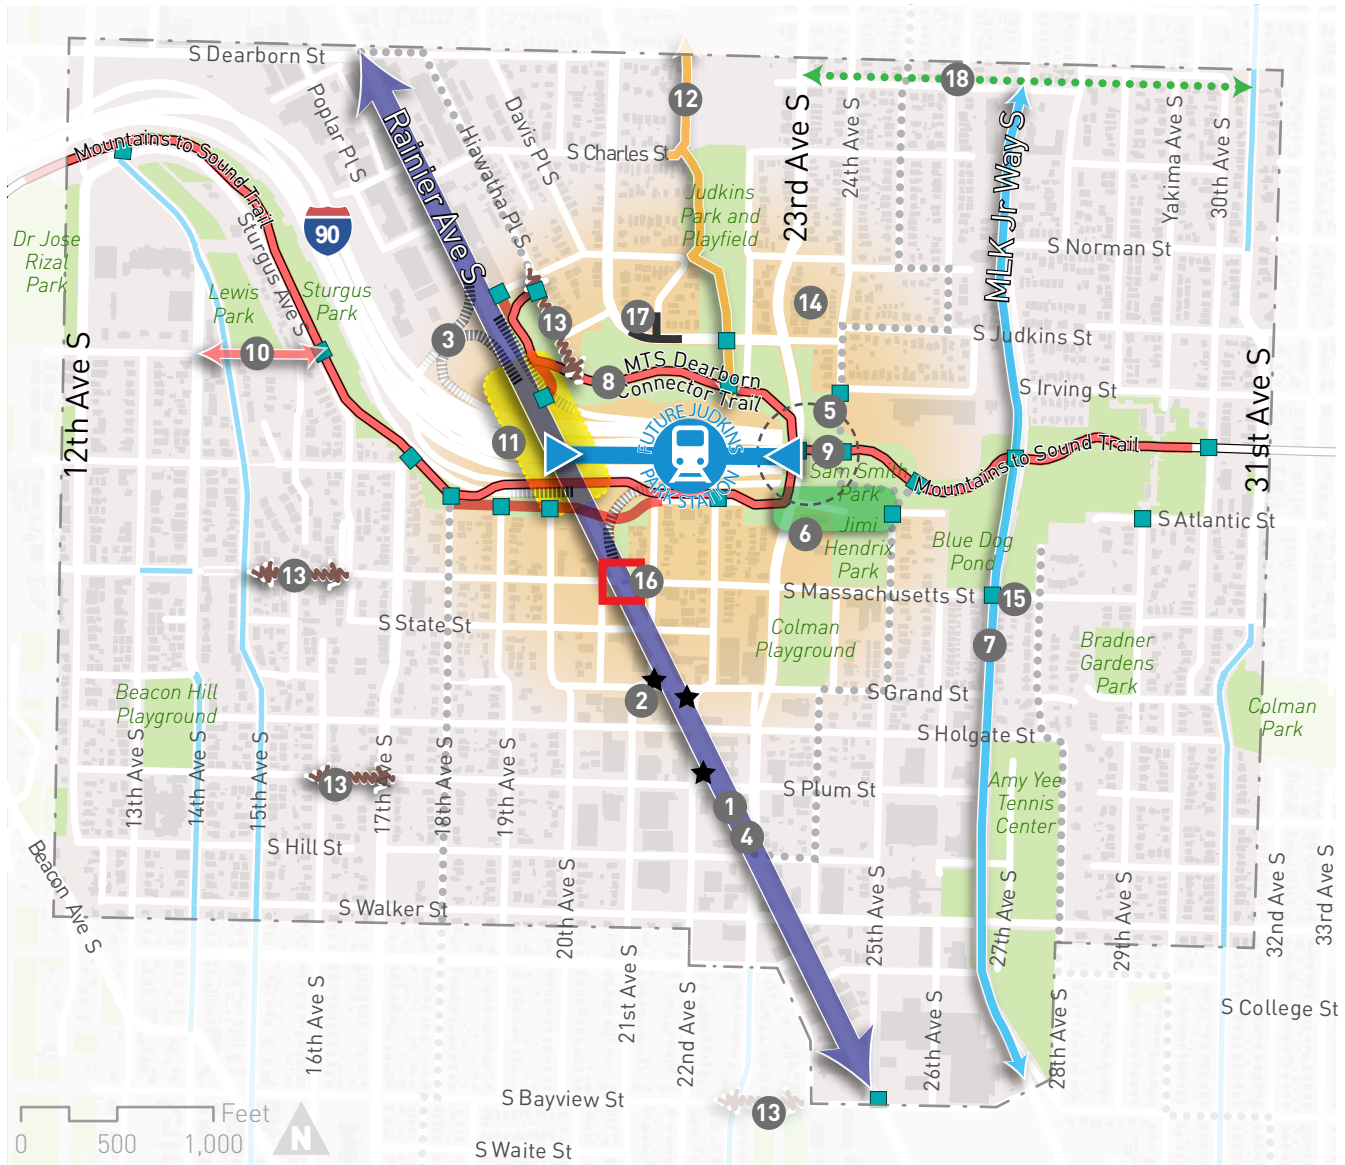 S Dearborn St
Poplar Pl S
Rainier Ave S
Hiawatha Pl S
Davis Pl S
12
S Charles St
23rd Ave S
24th Ave S
18
MLK Jr Way S
Yakima Ave S
30th Ave S
Mountains to Sound Trail
90
Judkins
Park and
Playfield
S Norman St
Dr Jose
Rizal
Park
Sturgus Ave S
Lewis
Park
Sturgus
Park
3
13
17
14
S Judkins St
10
12th Ave S
MTS Dearborn
Connector Trail
8
S Irving St
31st Ave S
5
11
FUTURE JUDKINS
PARK STATION
9
Sam Smith
Park
Mountains to Sound Trail
6
Jimi
Hendrix
Park
Blue Dog
Pond
S Atlantic St
13
16
S Massachusetts St
15
S State St
Colman
Playground
7
Bradner
Gardens
Park
Beacon Hill
Playground
2
S Grand St
Colman
Park
S Holgate St
13th Ave S
14th Ave S
15th Ave S
13
17th Ave S
18th Ave S
19th Ave S
S Plum St
Amy Yee
Tennis
Center
1
4
S Hill St
Beacon Ave S
S Walker St
20th Ave S
25th Ave S
27th Ave S
29th Ave S
32nd Ave S
33rd Ave S
16th Ave S
21st Ave S
22nd Ave S
26th Ave S
28th Ave S
S College St
S Bayview St
13
Feet
0
500
1,000
N
S Waite St